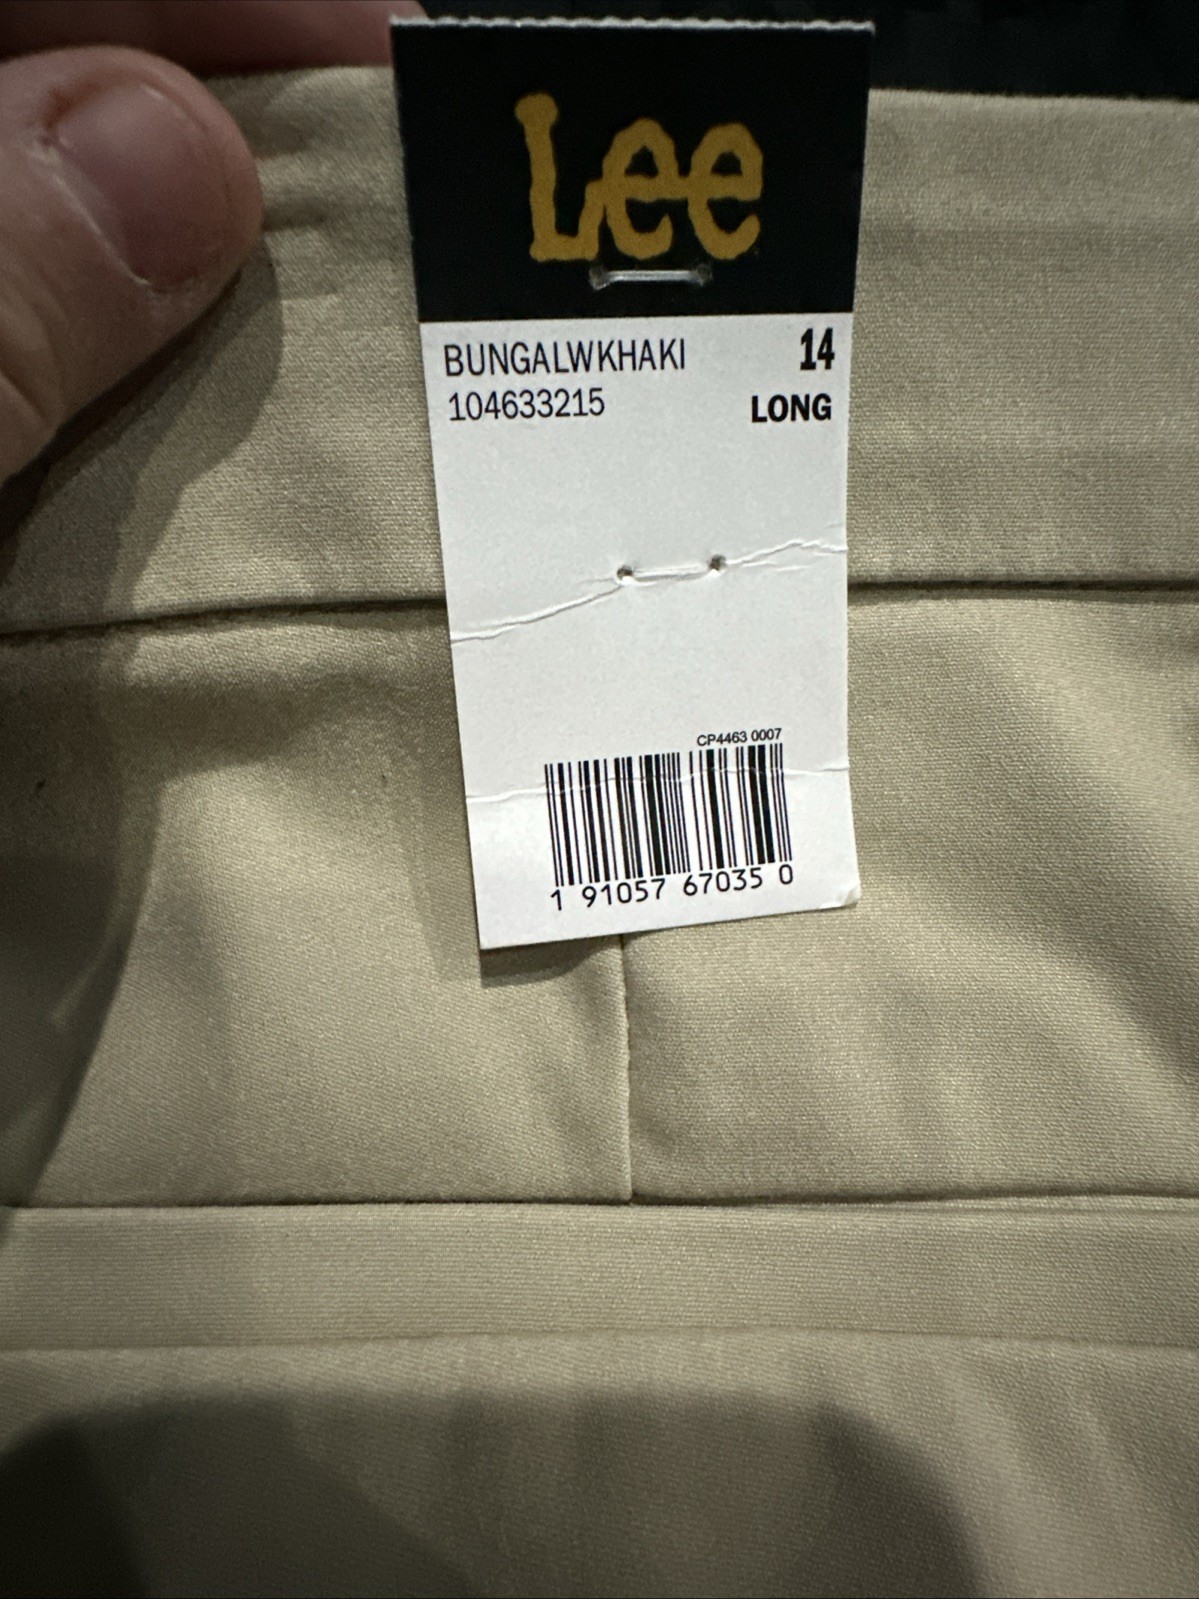 Lee
BUNGALWKHAKI 14
104633215 LONG
CP4463 0007
1 91057 67035 0